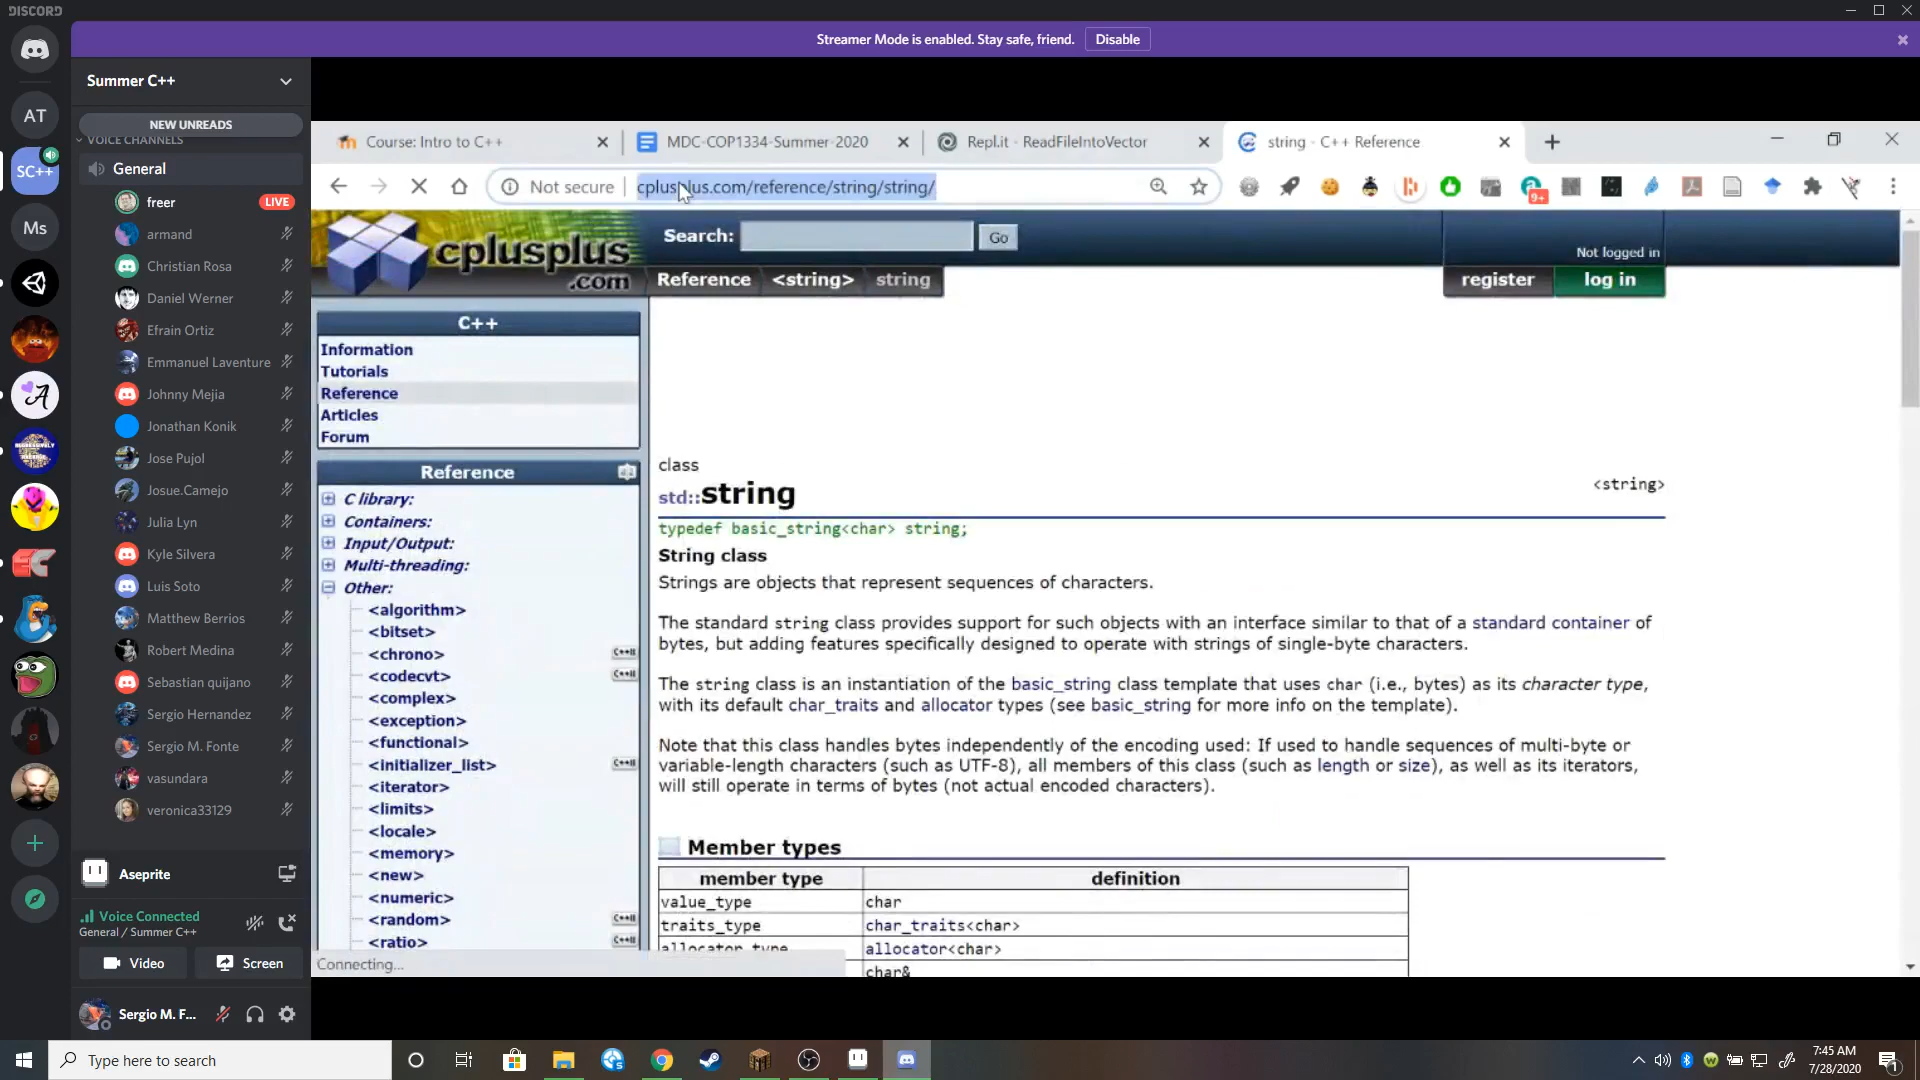 DISCORD
Streamer Mode is enabled. Stay safe, friend. Disable
AT
SC++
Ms
Summer C++
NEW UNREADS
VOICE CHANNELS
General
freer LIVE
armand
Christian Rosa
Daniel Werner
Efrain Ortiz
Emmanuel Laventure
Johnny Mejia
Jonathan Konik
Jose Pujol
Josue.Camejo
Julia Lyn
Kyle Silvera
Luis Soto
Matthew Berrios
Robert Medina
Sebastian quijano
Sergio Hernandez
Sergio M. Fonte
vasundara
veronica33129
Aseprite
Voice Connected
General / Summer C++
Video Screen
Sergio M. F...
Course: Intro to C++
MDC-COP1334-Summer-2020
Repl.it - ReadFileIntoVector
string - C++ Reference
Not secure cplusplus.com/reference/string/string/
9+
cplusplus
.com
Search: Go
Not logged in
Reference <string> string
register log in
C++
Information
Tutorials
Reference
Articles
Forum
Reference
C library:
Containers:
Input/Output:
Multi-threading:
Other:
<algorithm>
<bitset>
<chrono> C++11
<codecvt> C++11
<complex>
<exception>
<functional>
<initializer_list> C++11
<iterator>
<limits>
<locale>
<memory>
<new>
<numeric>
<random> C++11
<ratio> C++11
Connecting...
class
std::string <string>
typedef basic_string<char> string;
String class
Strings are objects that represent sequences of characters.
The standard string class provides support for such objects with an interface similar to that of a standard container of
bytes, but adding features specifically designed to operate with strings of single-byte characters.
The string class is an instantiation of the basic_string class template that uses char (i.e., bytes) as its character type,
with its default char_traits and allocator types (see basic_string for more info on the template).
Note that this class handles bytes independently of the encoding used: If used to handle sequences of multi-byte or
variable-length characters (such as UTF-8), all members of this class (such as length or size), as well as its iterators,
will still operate in terms of bytes (not actual encoded characters).
Member types
member type definition
value_type char
traits_type char_traits<char>
allocator_type allocator<char>
char&
Type here to search
7:45 AM
7/28/2020
1